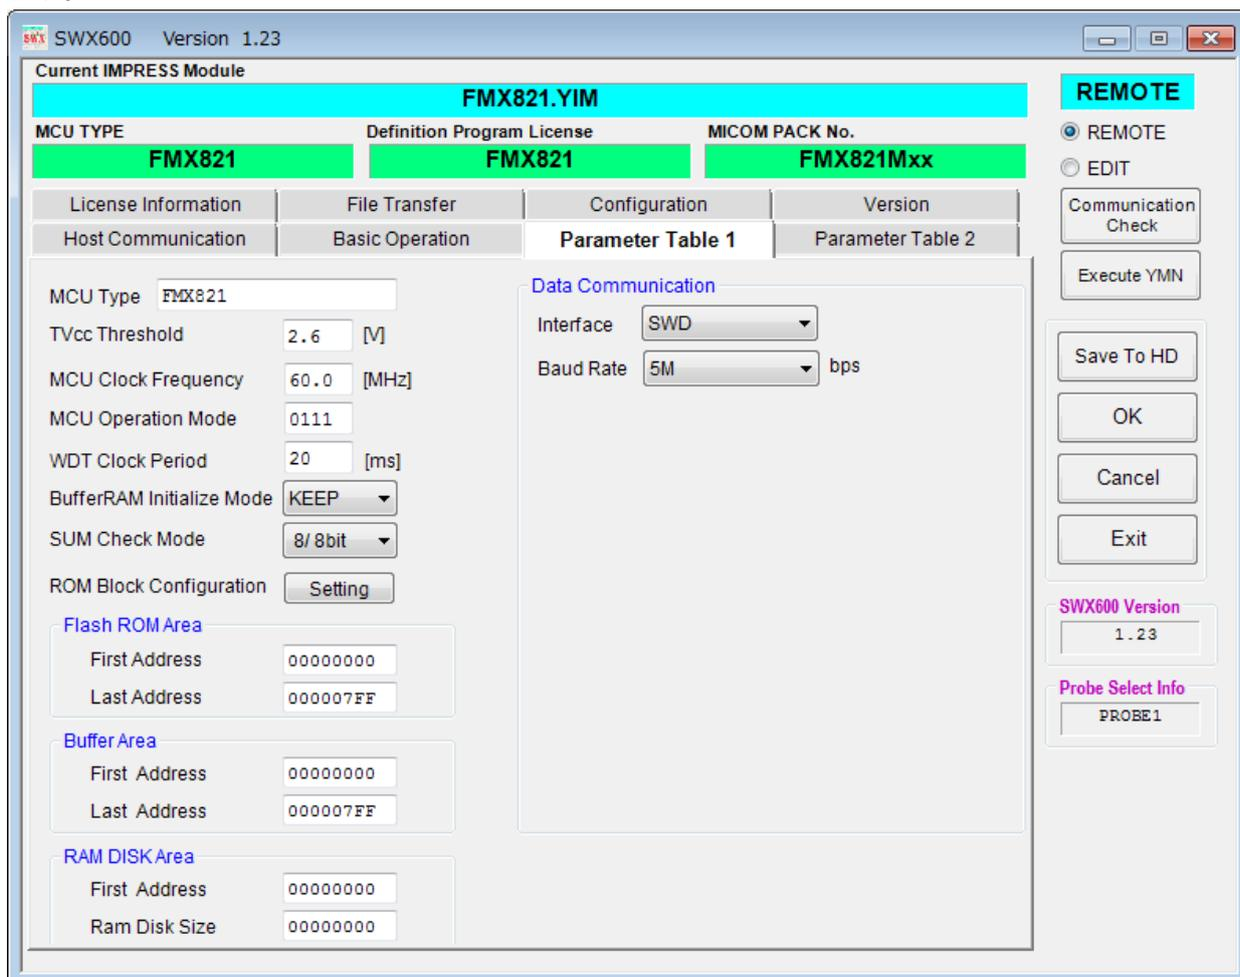 SWX600 Version 1.23
Current IMPRESS Module
FMX821.YIM
MCU TYPE Definition Program License MICOM PACK No.
FMX821 FMX821 FMX821Mxx
License Information File Transfer Configuration Version
Host Communication Basic Operation Parameter Table 1 Parameter Table 2
MCU Type FMX821
TVcc Threshold 2.6 [V]
MCU Clock Frequency 60.0 [MHz]
MCU Operation Mode 0111
WDT Clock Period 20 [ms]
BufferRAM Initialize Mode KEEP
SUM Check Mode 8/ 8bit
ROM Block Configuration Setting
Flash ROM Area
First Address 00000000
Last Address 000007FF
Buffer Area
First Address 00000000
Last Address 000007FF
RAM DISK Area
First Address 00000000
Ram Disk Size 00000000
Data Communication
Interface SWD
Baud Rate 5M bps
REMOTE
REMOTE
EDIT
Communication
Check
Execute YMN
Save To HD
OK
Cancel
Exit
SWX600 Version
1.23
Probe Select Info
PROBE1